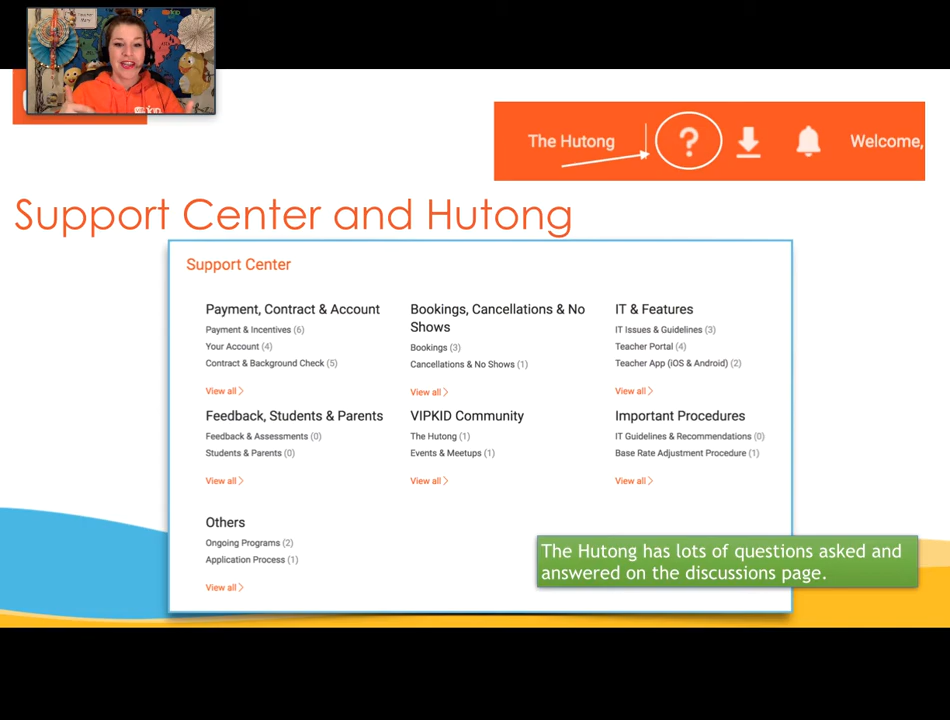 The Hutong
?
Welcome,
Support Center and Hutong
Support Center
Payment, Contract & Account
Payment & Incentives (6)
Your Account (4)
Contract & Background Check (5)
View all >
Bookings, Cancellations & No
Shows
Bookings (3)
Cancellations & No Shows (1)
View all >
IT & Features
IT Issues & Guidelines (3)
Teacher Portal (4)
Teacher App (iOS & Android) (2)
View all >
Feedback, Students & Parents
Feedback & Assessments (0)
Students & Parents (0)
View all >
VIPKID Community
The Hutong (1)
Events & Meetups (1)
View all >
Important Procedures
IT Guidelines & Recommendations (0)
Base Rate Adjustment Procedure (1)
View all >
Others
Ongoing Programs (2)
Application Process (1)
View all >
The Hutong has lots of questions asked and
answered on the discussions page.